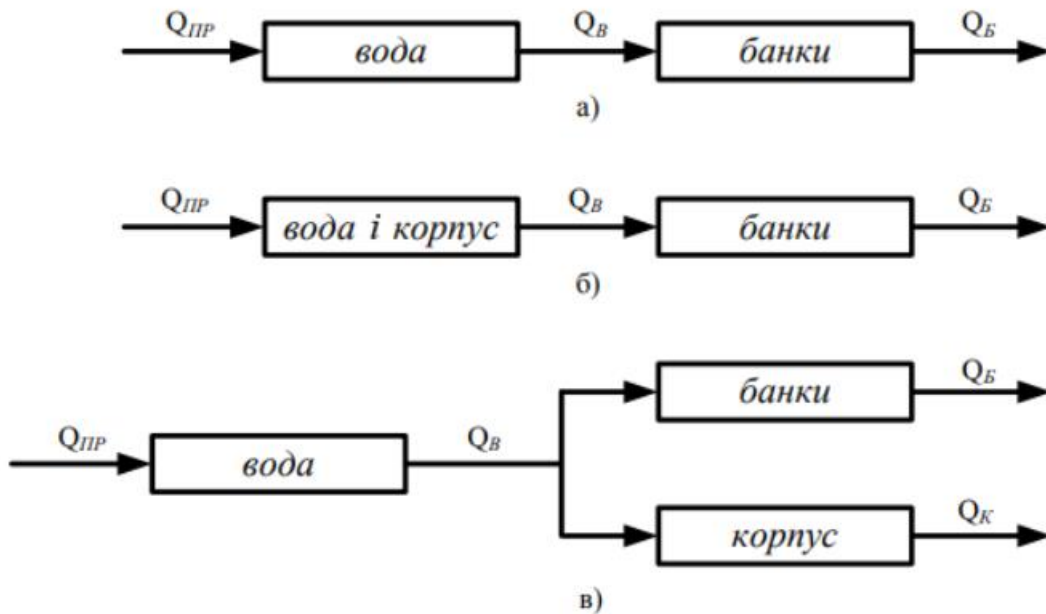 Q_ПР вода Q_В банки Q_Б
а)
Q_ПР вода і корпус Q_В банки Q_Б
б)
банки Q_Б
Q_ПР вода Q_В
корпус Q_К
в)